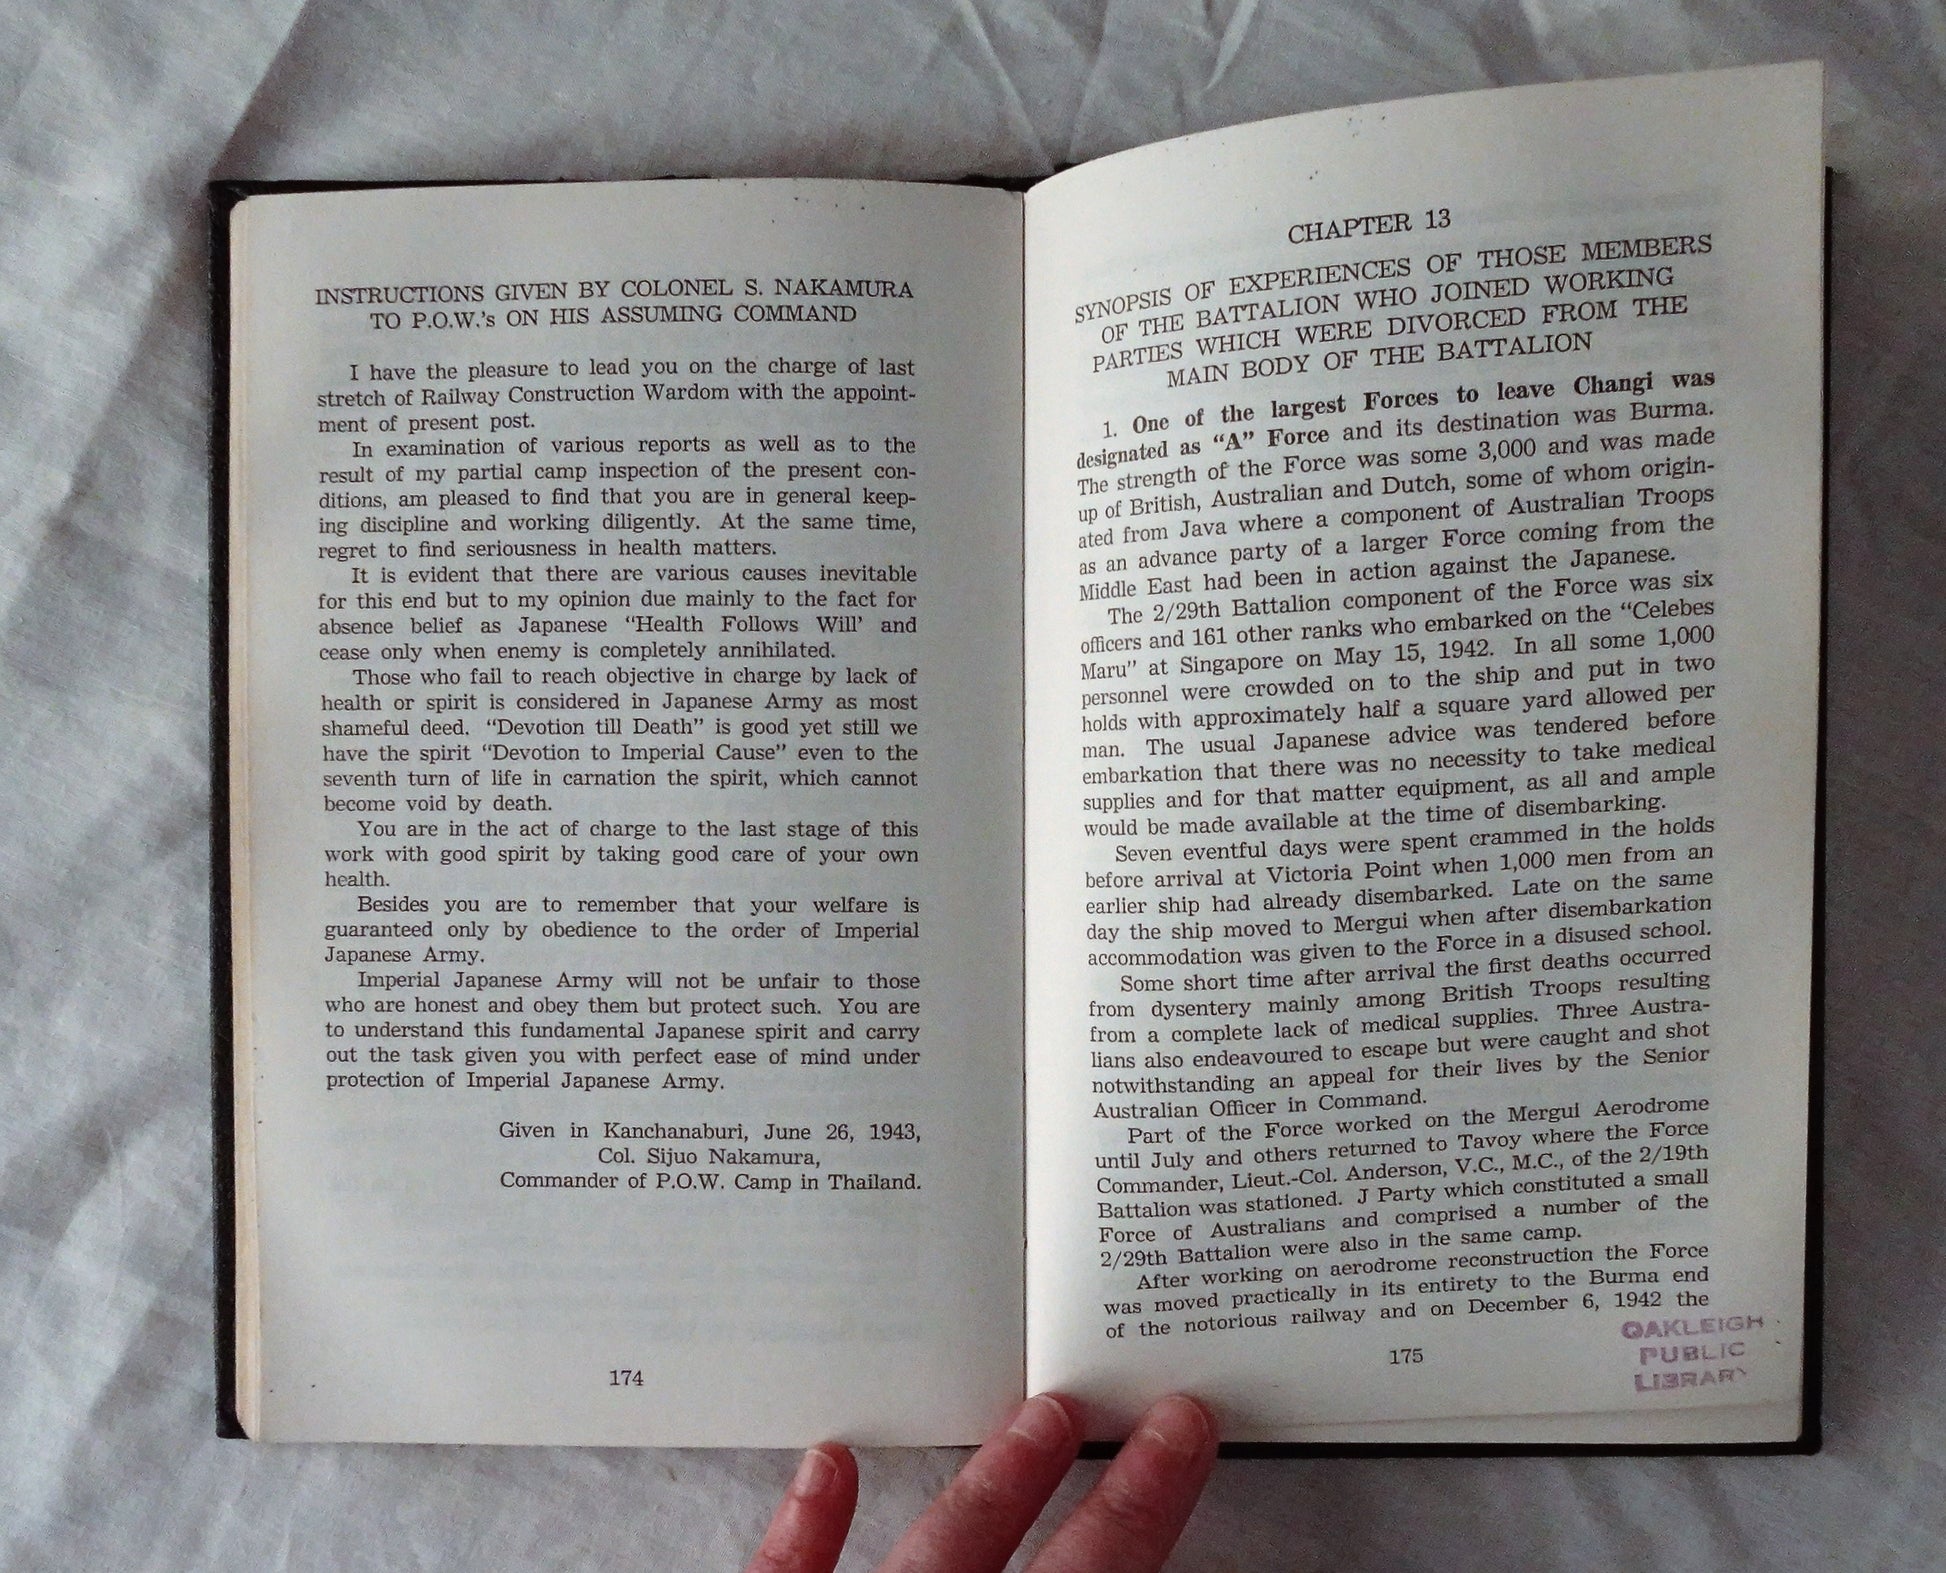 INSTRUCTIONS GIVEN BY COLONEL S. NAKAMURA
TO P.O.W.'s ON HIS ASSUMING COMMAND
I have the pleasure to lead you on the charge of last
stretch of Railway Construction Wardom with the appoint-
ment of present post.
In examination of various reports as well as to the
result of my partial camp inspection of the present con-
ditions, am pleased to find that you are in general keep-
ing discipline and working diligently. At the same time,
regret to find seriousness in health matters.
It is evident that there are various causes inevitable
for this end but to my opinion due mainly to the fact for
absence belief as Japanese "Health Follows Will' and
cease only when enemy is completely annihilated.
Those who fail to reach objective in charge by lack of
health or spirit is considered in Japanese Army as most
shameful deed. "Devotion till Death" is good yet still we
have the spirit "Devotion to Imperial Cause" even to the
seventh turn of life in carnation the spirit, which cannot
become void by death.
You are in the act of charge to the last stage of this
work with good spirit by taking good care of your own
health.
Besides you are to remember that your welfare is
guaranteed only by obedience to the order of Imperial
Japanese Army.
Imperial Japanese Army will not be unfair to those
who are honest and obey them but protect such. You are
to understand this fundamental Japanese spirit and carry
out the task given you with perfect ease of mind under
protection of Imperial Japanese Army.
Given in Kanchanaburi, June 26, 1943,
Col. Sijuo Nakamura,
Commander of P.O.W. Camp in Thailand.
174
CHAPTER 13
SYNOPSIS OF EXPERIENCES OF THOSE MEMBERS
OF THE BATTALION WHO JOINED WORKING
PARTIES WHICH WERE DIVORCED FROM THE
MAIN BODY OF THE BATTALION
1. One of the largest Forces to leave Changi was
designated as "A" Force and its destination was Burma.
The strength of the Force was some 3,000 and was made
up of British, Australian and Dutch, some of whom origin-
ated from Java where a component of Australian Troops
as an advance party of a larger Force coming from the
Middle East had been in action against the Japanese.
The 2/29th Battalion component of the Force was six
officers and 161 other ranks who embarked on the "Celebes
Maru" at Singapore on May 15, 1942. In all some 1,000
personnel were crowded on to the ship and put in two
holds with approximately half a square yard allowed per
man. The usual Japanese advice was tendered before
embarkation that there was no necessity to take medical
supplies and for that matter equipment, as all and ample
would be made available at the time of disembarking.
Seven eventful days were spent crammed in the holds
before arrival at Victoria Point when 1,000 men from an
earlier ship had already disembarked. Late on the same
day the ship moved to Mergui when after disembarkation
accommodation was given to the Force in a disused school.
Some short time after arrival the first deaths occurred
from dysentery mainly among British Troops resulting
from a complete lack of medical supplies. Three Austra-
lians also endeavoured to escape but were caught and shot
notwithstanding an appeal for their lives by the Senior
Australian Officer in Command.
Part of the Force worked on the Mergui Aerodrome
until July and others returned to Tavoy where the Force
Commander, Lieut.-Col. Anderson, V.C., M.C., of the 2/19th
Battalion was stationed. J Party which constituted a small
Force of Australians and comprised a number of the
2/29th Battalion were also in the same camp.
After working on aerodrome reconstruction the Force
was moved practically in its entirety to the Burma end
of the notorious railway and on December 6, 1942 the
175
OAKLEIGH
PUBLIC
LIBRARY